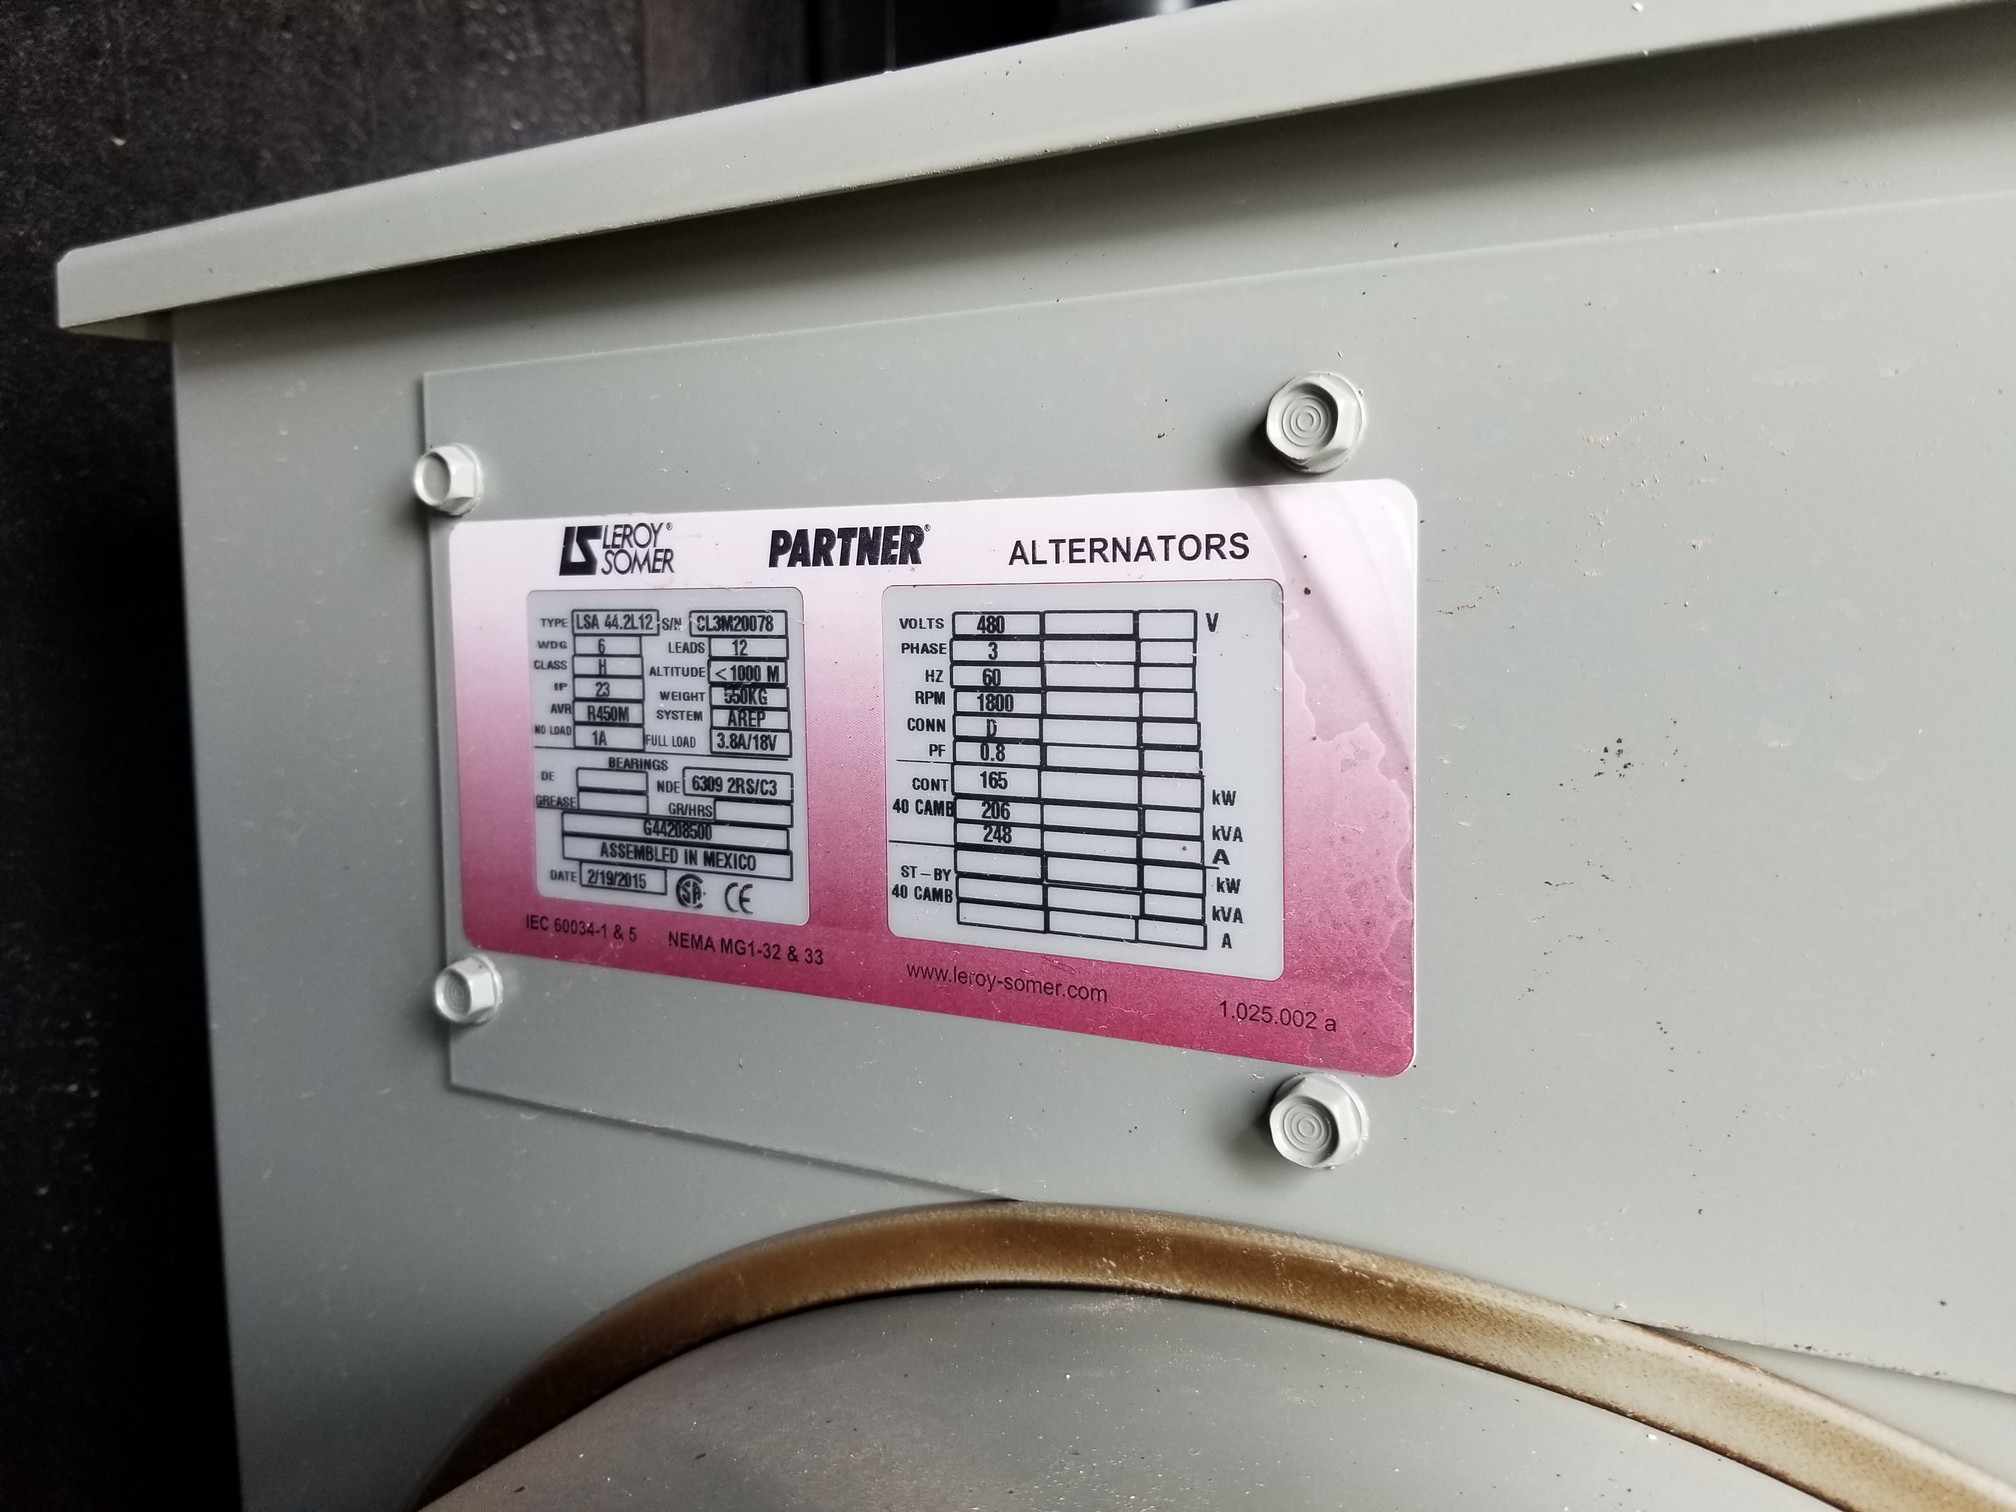 LS LEROY® SOMER PARTNER® ALTERNATORS
TYPE LSA 44.2L12 S/N CL3M20078
WDG 6 LEADS 12
CLASS H ALTITUDE < 1000 M
IP 23 WEIGHT 550KG
AVR R450M SYSTEM AREP
NO LOAD 1A FULL LOAD 3.8A/18V
BEARINGS
DE NDE 6309 2RS/C3
GREASE GR/HRS
G44208500
ASSEMBLED IN MEXICO
DATE 2/19/2015 SA CE
IEC 60034-1 & 5 NEMA MG1-32 & 33
VOLTS 480 V
PHASE 3
HZ 60
RPM 1800
CONN D
PF 0.8
CONT 165 kW
40 CAMB 206 kVA
248 A
ST-BY kW
40 CAMB kVA
A
www.leroy-somer.com 1.025.002 a